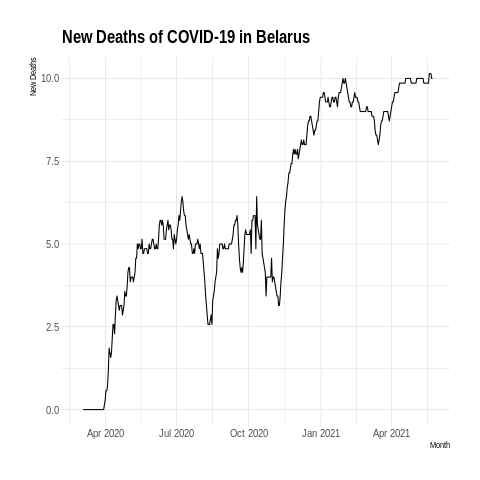 New Deaths of COVID-19 in Belarus
New Deaths
10.0
7.5
5.0
2.5
0.0
Apr 2020 Jul 2020 Oct 2020 Jan 2021 Apr 2021
Month